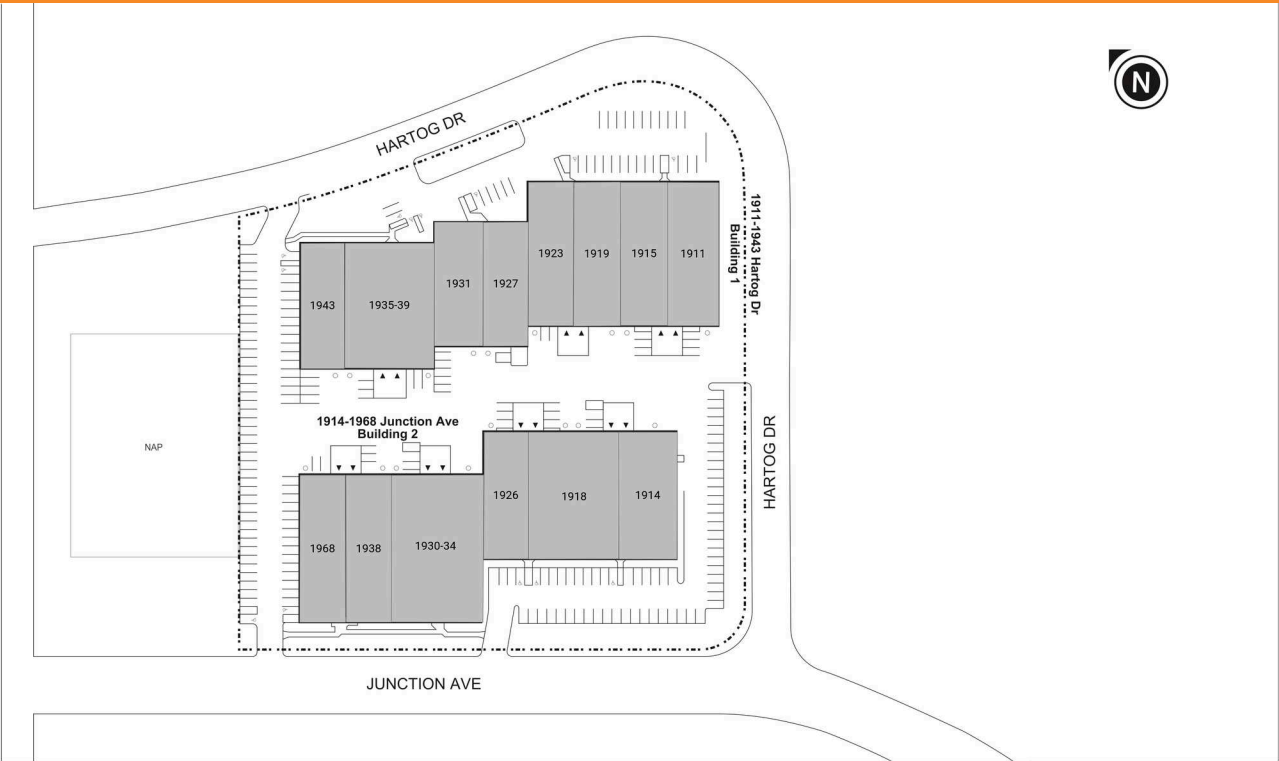 N
HARTOG DR
1911-1943 Hartog Dr
Building 1
1923
1919
1915
1911
1931
1927
1943
1935-39
1914-1968 Junction Ave
Building 2
NAP
HARTOG DR
1926
1918
1914
1968
1938
1930-34
JUNCTION AVE